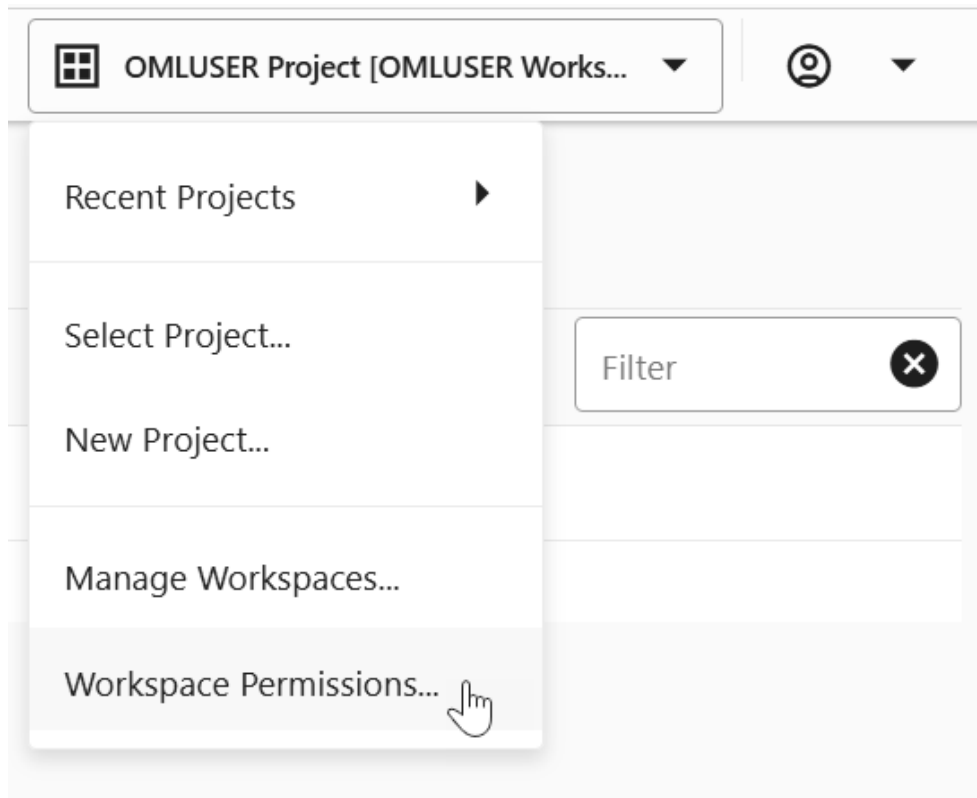 OMLUSER Project [OMLUSER Works...
Recent Projects
Select Project...
Filter
New Project...
Manage Workspaces...
Workspace Permissions...